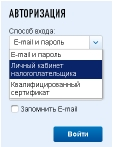 АВТОРИЗАЦИЯ
Способ входа:
E-mail и пароль
E-mail и пароль
Личный кабинет
налогоплательщика
Квалифицированный
сертификат
Запомнить E-mail
Войти